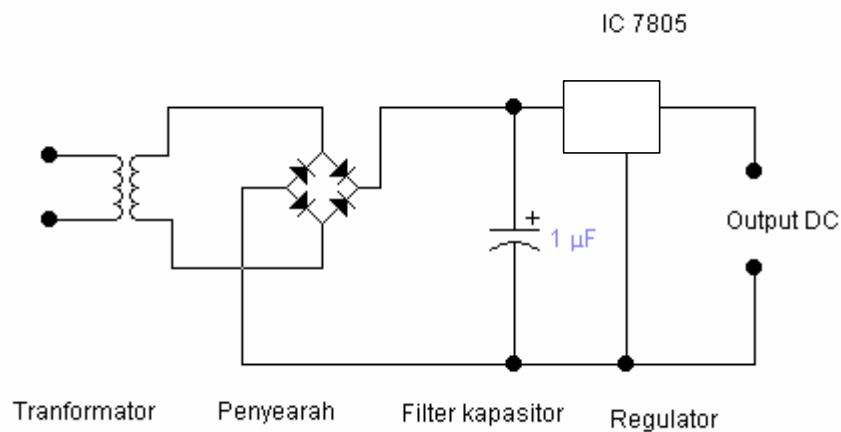 IC 7805
+
1 µF
Output DC
Tranformator
Penyearah
Filter kapasitor
Regulator